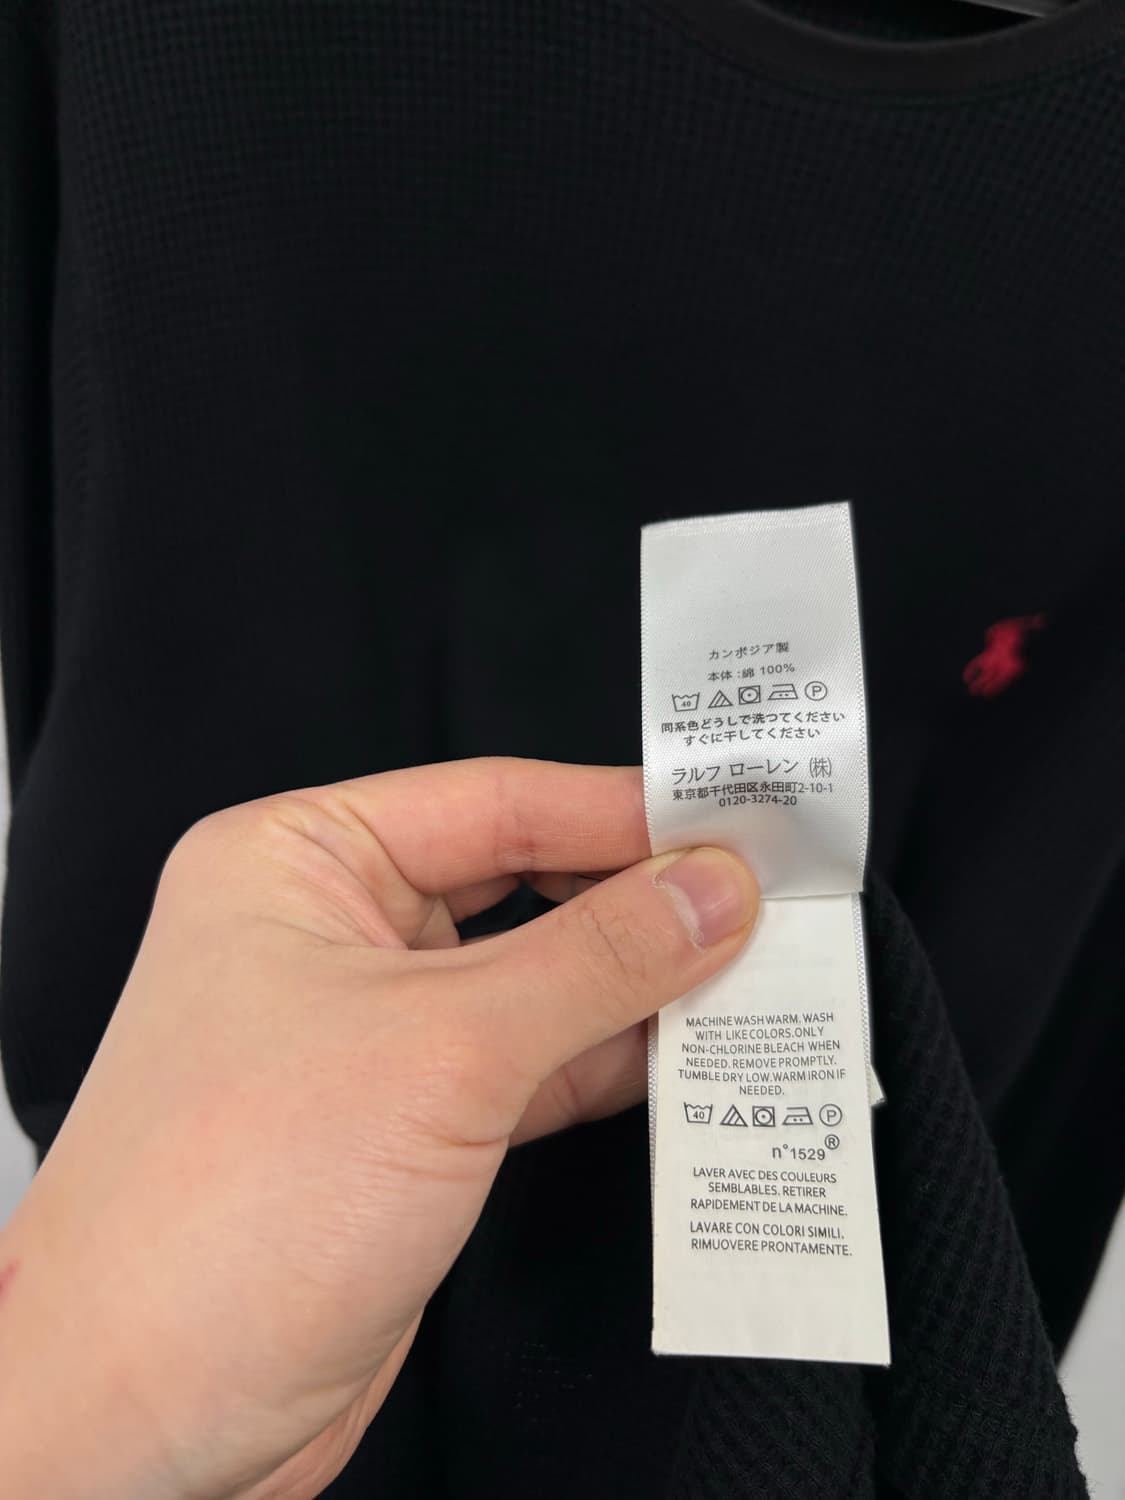 カンボジア製
本体:綿 100%
40 P
同系色どうしで洗つてください
すぐに干してください
ラルフ ローレン (株)
東京都千代田区永田町2-10-1
0120-3274-20
MACHINE WASH WARM. WASH
WITH LIKE COLORS. ONLY
NON-CHLORINE BLEACH WHEN
NEEDED. REMOVE PROMPTLY.
TUMBLE DRY LOW. WARM IRON IF
NEEDED.
40 P
n°1529®
LAVER AVEC DES COULEURS
SEMBLABLES. RETIRER
RAPIDEMENT DE LA MACHINE.
LAVARE CON COLORI SIMILI.
RIMUOVERE PRONTAMENTE.